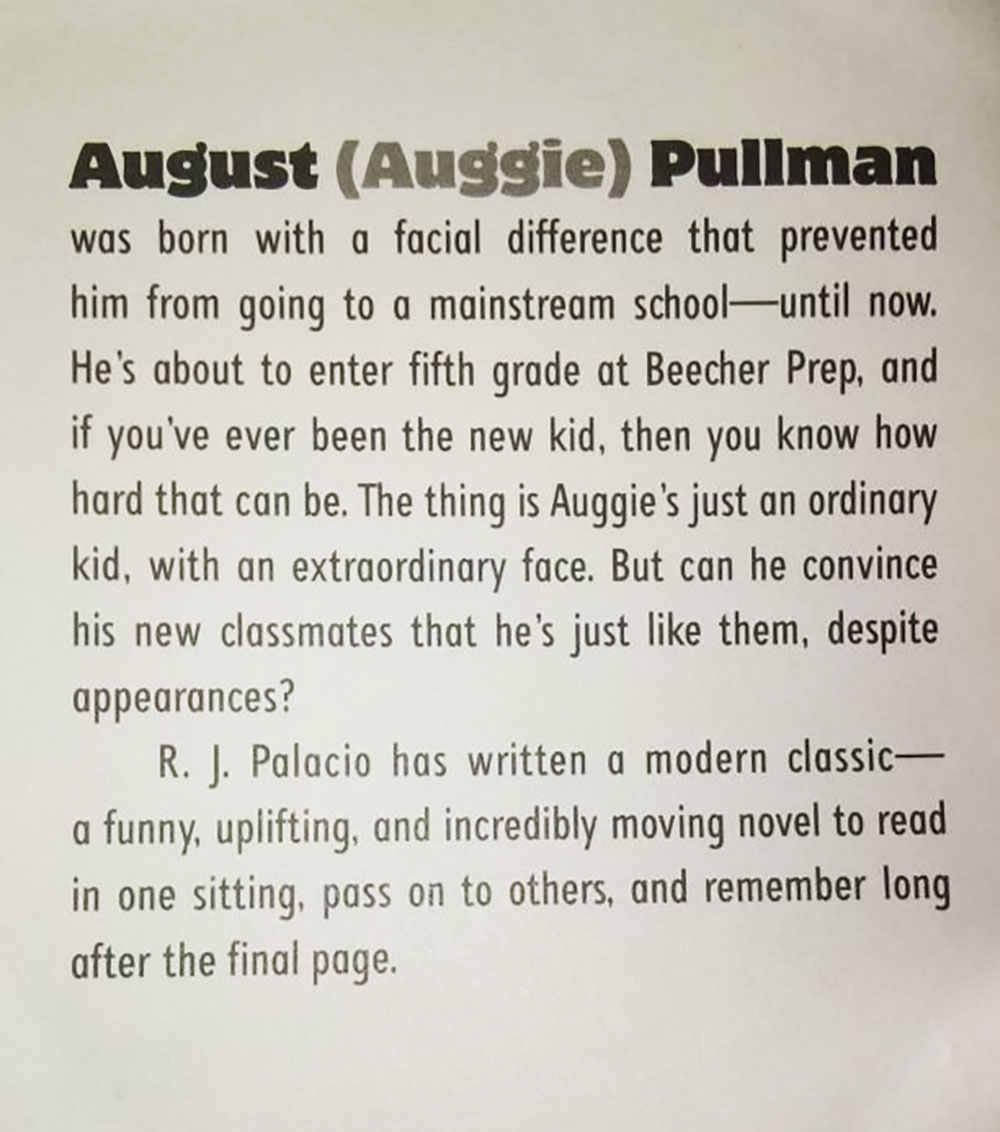 August (Auggie) Pullman
was born with a facial difference that prevented
him from going to a mainstream school—until now.
He's about to enter fifth grade at Beecher Prep, and
if you've ever been the new kid, then you know how
hard that can be. The thing is Auggie's just an ordinary
kid, with an extraordinary face. But can he convince
his new classmates that he's just like them, despite
appearances?
R. J. Palacio has written a modern classic—
a funny, uplifting, and incredibly moving novel to read
in one sitting, pass on to others, and remember long
after the final page.